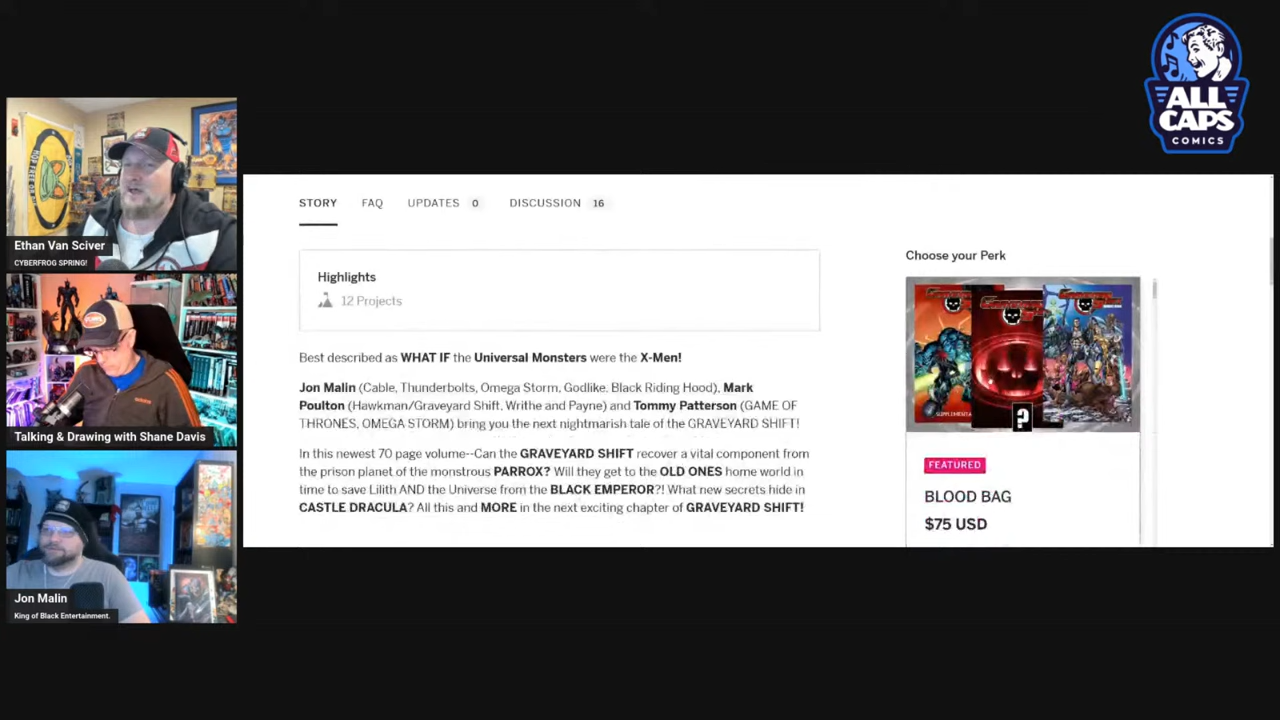 ALL
CAPS
COMICS
Ethan Van Sciver
CYBERFROG SPRING!
Talking & Drawing with Shane Davis
Jon Malin
King of Black Entertainment.
STORY FAQ UPDATES 0 DISCUSSION 16
Highlights
12 Projects
Best described as WHAT IF the Universal Monsters were the X-Men!
Jon Malin (Cable, Thunderbolts, Omega Storm, Godlike, Black Riding Hood), Mark
Poulton (Hawkman/Graveyard Shift, Writhe and Payne) and Tommy Patterson (GAME OF
THRONES, OMEGA STORM) bring you the next nightmarish tale of the GRAVEYARD SHIFT!
In this newest 70 page volume--Can the GRAVEYARD SHIFT recover a vital component from
the prison planet of the monstrous PARROX? Will they get to the OLD ONES home world in
time to save Lilith AND the Universe from the BLACK EMPEROR?! What new secrets hide in
CASTLE DRACULA? All this and MORE in the next exciting chapter of GRAVEYARD SHIFT!
Choose your Perk
?
FEATURED
BLOOD BAG
$75 USD